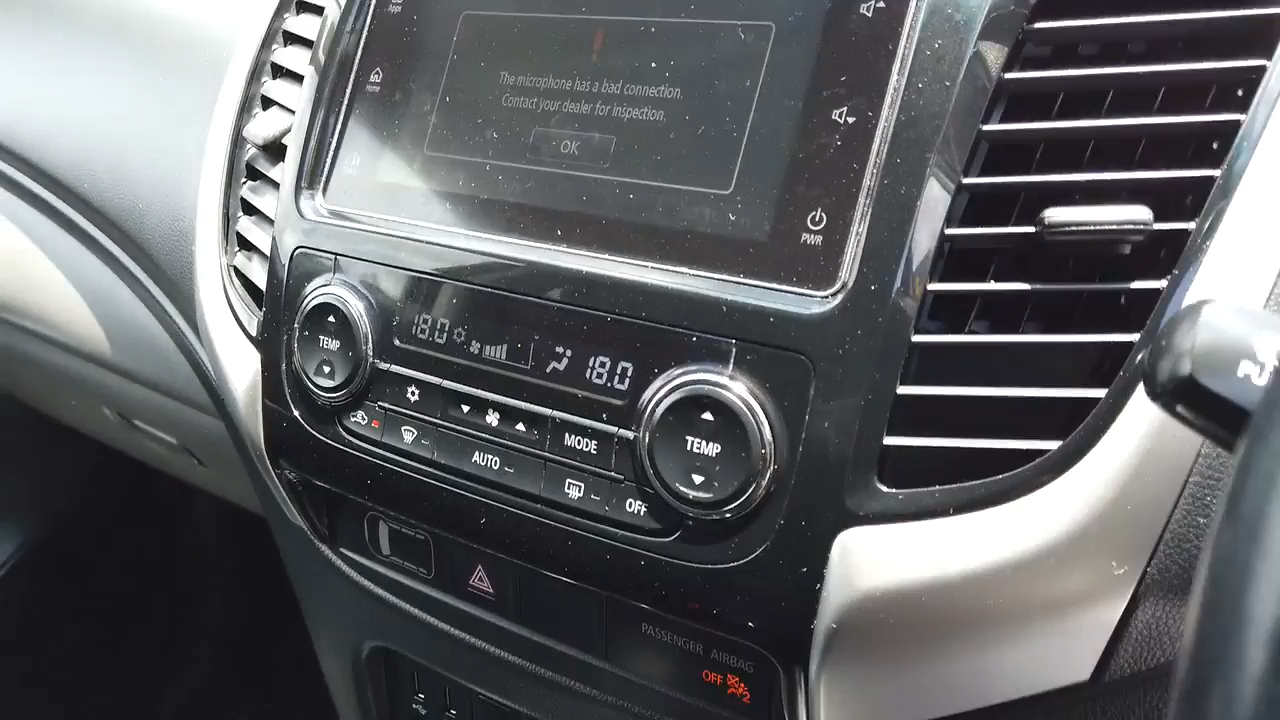 Apps
Home
The microphone has a bad connection.
Contact your dealer for inspection.
OK
PWR
18.0
18.0
TEMP
TEMP
MODE
AUTO
OFF
PASSENGER AIRBAG
OFF
2